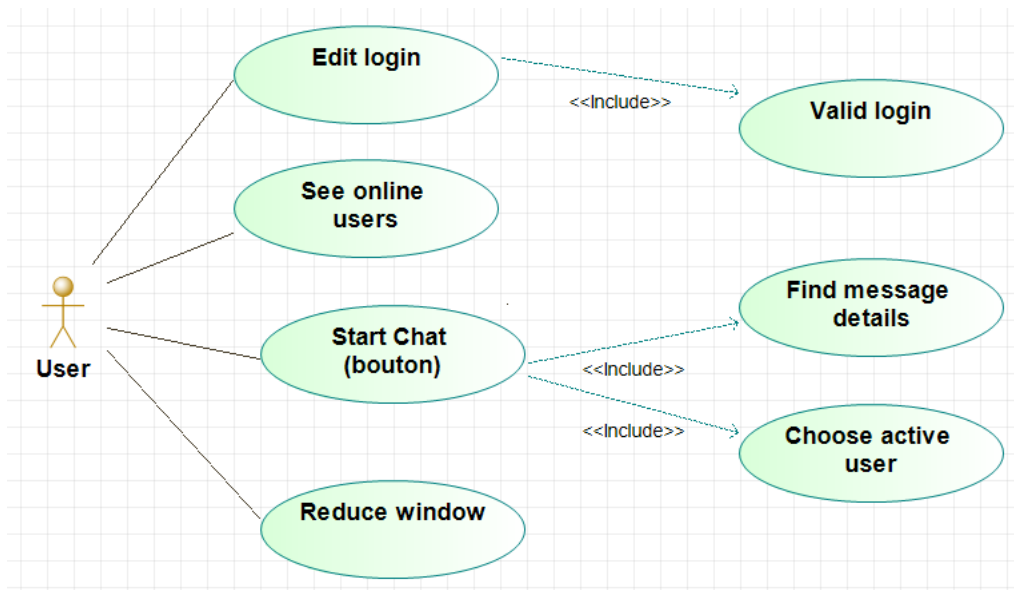 Edit login
<<Include>>
Valid login
See online
users
User
Start Chat
(bouton)
<<Include>>
<<Include>>
Find message
details
Choose active
user
Reduce window